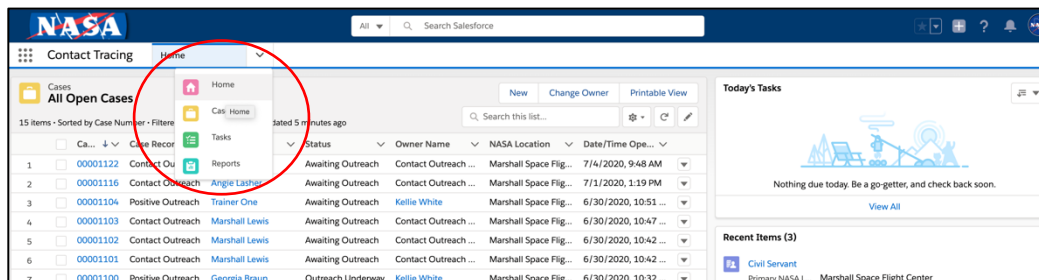 NASA
All
Search Salesforce
Contact Tracing
Home
Home
Cas
Home
Tasks
Reports
Cases
All Open Cases
New
Change Owner
Printable View
15 items • Sorted by Case Num
• Filtere
dated 5 minutes ago
Search this list...
Ca...
Case Recor
Status
Owner Name
NASA Location
Date/Time Ope...
1 00001122 Contact Ou Awaiting Outreach Contact Outreach ... Marshall Space Flig... 7/4/2020, 9:48 AM
2 00001116 Contact Outreach Angie Lasher Awaiting Outreach Contact Outreach ... Marshall Space Flig... 7/1/2020, 1:19 PM
3 00001104 Positive Outreach Trainer One Awaiting Outreach Kellie White Marshall Space Flig... 6/30/2020, 10:51 ...
4 00001103 Contact Outreach Marshall Lewis Awaiting Outreach Contact Outreach ... Marshall Space Flig... 6/30/2020, 10:47 ...
5 00001102 Contact Outreach Marshall Lewis Awaiting Outreach Contact Outreach ... Marshall Space Flig... 6/30/2020, 10:42 ...
6 00001101 Contact Outreach Marshall Lewis Awaiting Outreach Contact Outreach ... Marshall Space Flig... 6/30/2020, 10:42 ...
7 00001100 Positive Outreach Georgia Braun Outreach Underway Kellie White Marshall Space Flig... 6/30/2020, 10:32 ...
Today's Tasks
Nothing due today. Be a go-getter, and check back soon.
View All
Recent Items (3)
Civil Servant
Primary NASA L Marshall Space Flight Center